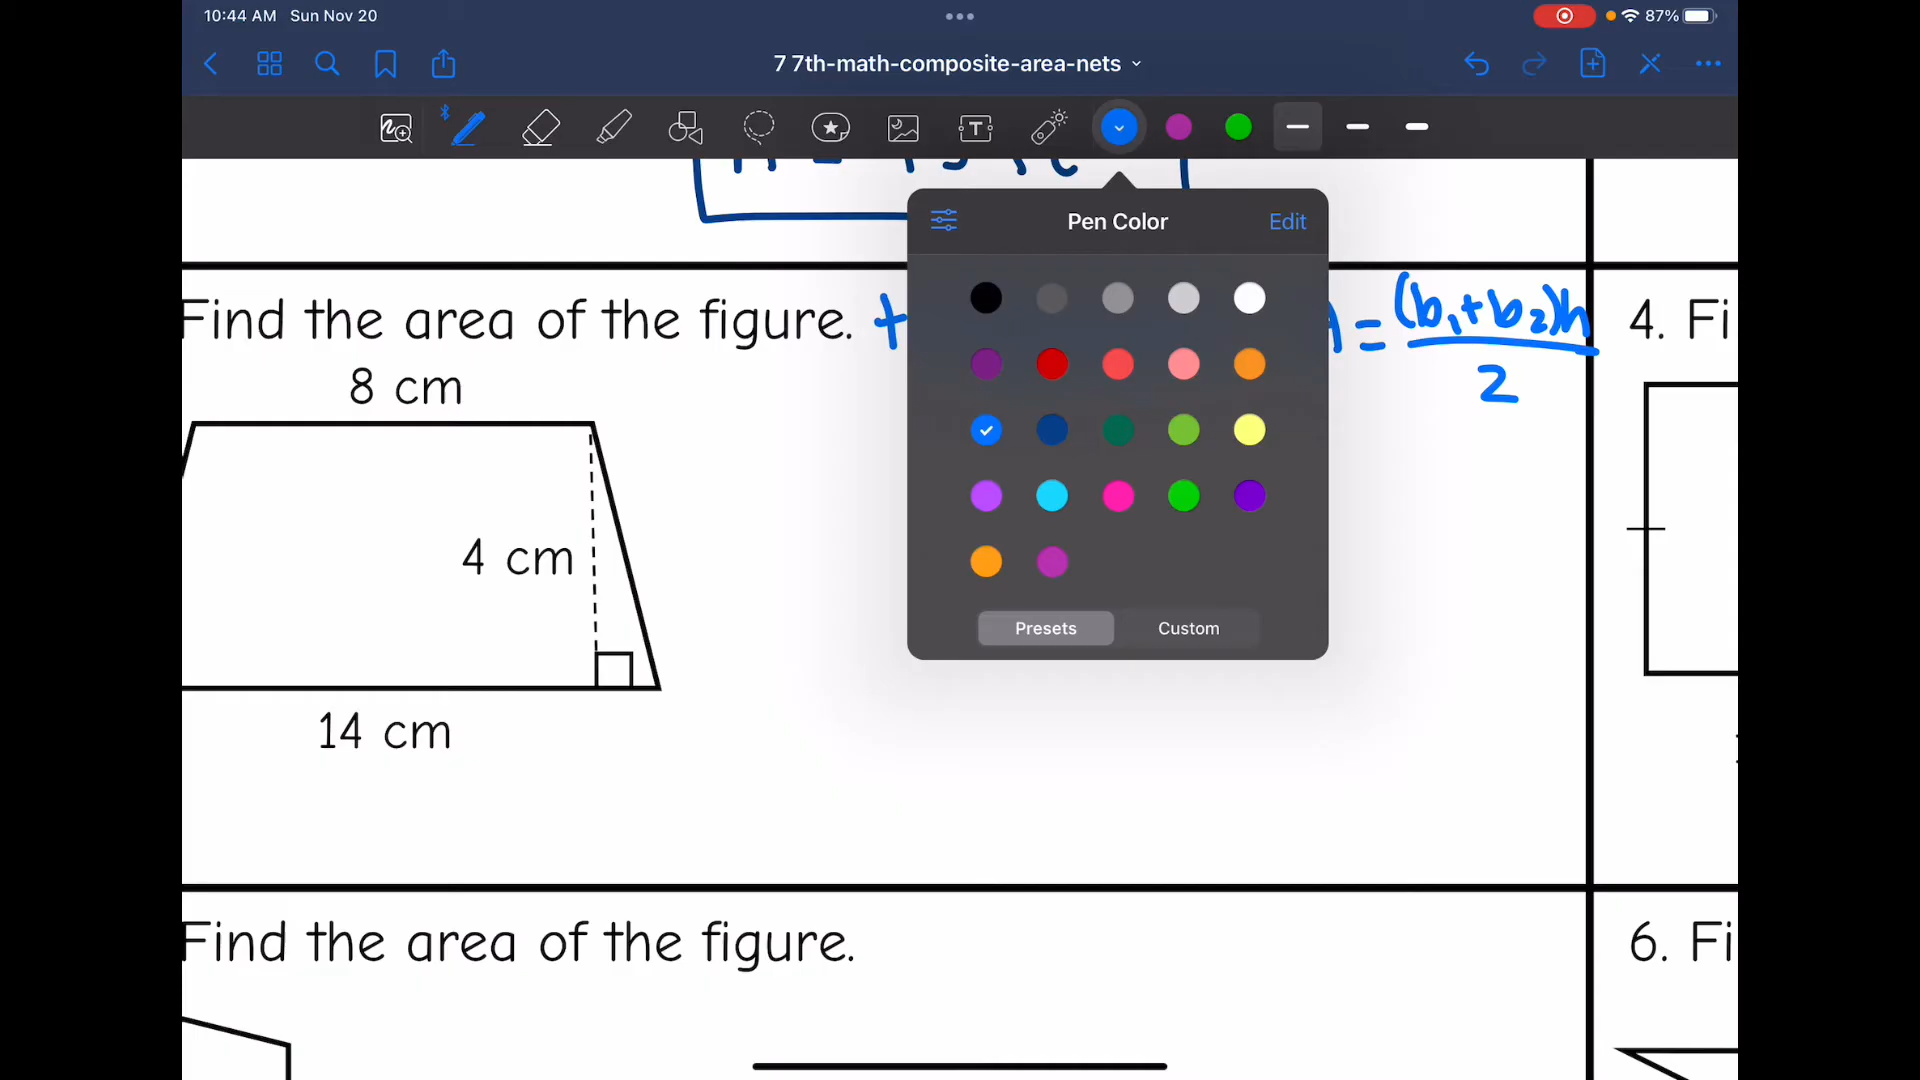 10:44 AM Sun Nov 20
87%
7 7th-math-composite-area-nets
T
Pen Color
Edit
Find the area of the figure.
= (b₁+b₂)h
2
4. Fi
8 cm
4 cm
14 cm
Presets
Custom
Find the area of the figure.
6. Fi